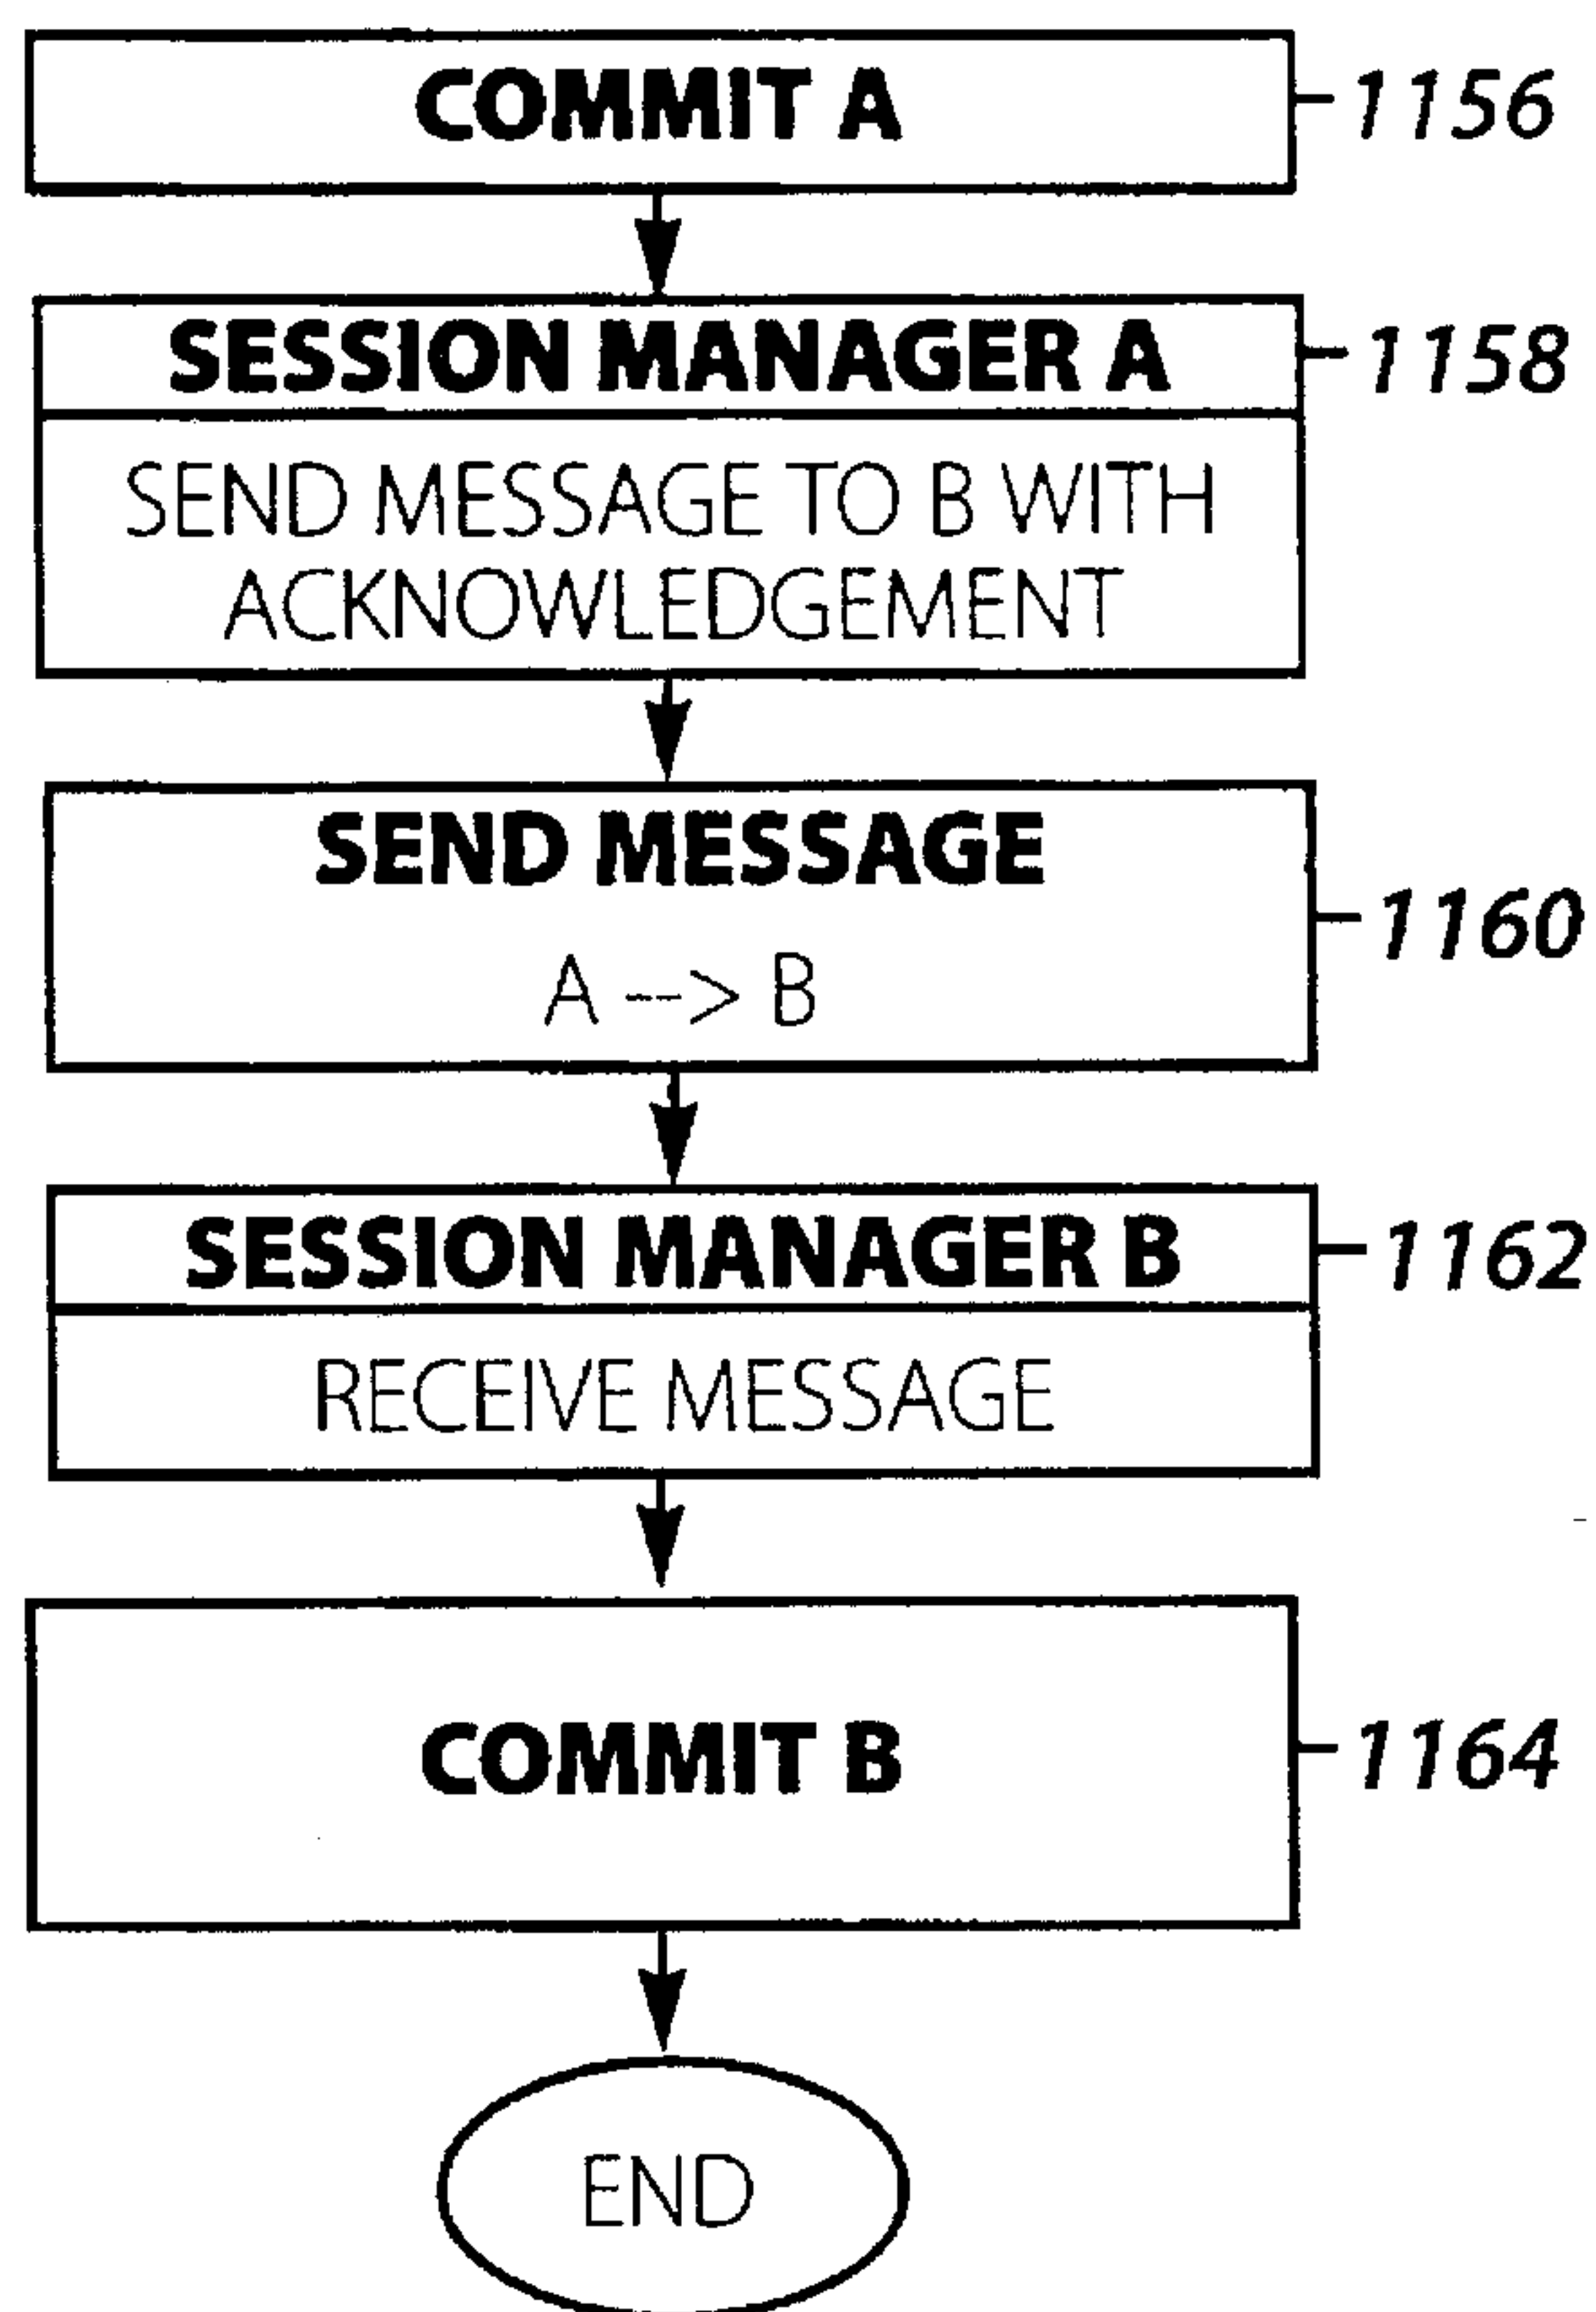 COMMIT A
1156
SESSION MANAGER A
1158
SEND MESSAGE TO B WITH
ACKNOWLEDGEMENT
SEND MESSAGE
1160
A --> B
SESSION MANAGER B
1162
RECEIVE MESSAGE
COMMIT B
1164
END